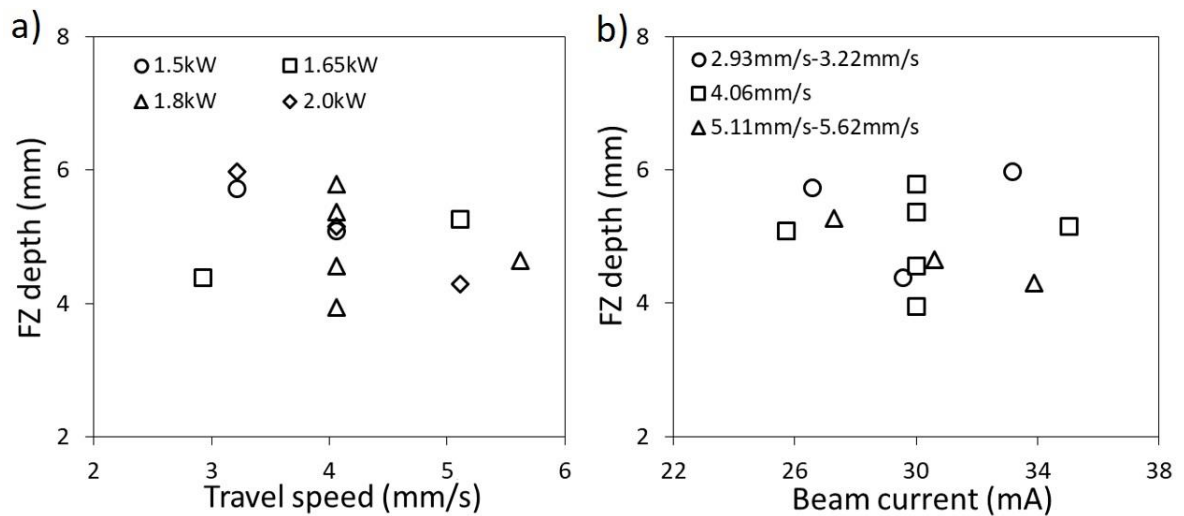 a)
8
6
4
2
FZ depth (mm)
1.5kW 1.65kW
1.8kW 2.0kW
2 3 4 5 6
Travel speed (mm/s)
b)
8
6
4
2
FZ depth (mm)
2.93mm/s-3.22mm/s
4.06mm/s
5.11mm/s-5.62mm/s
22 26 30 34 38
Beam current (mA)